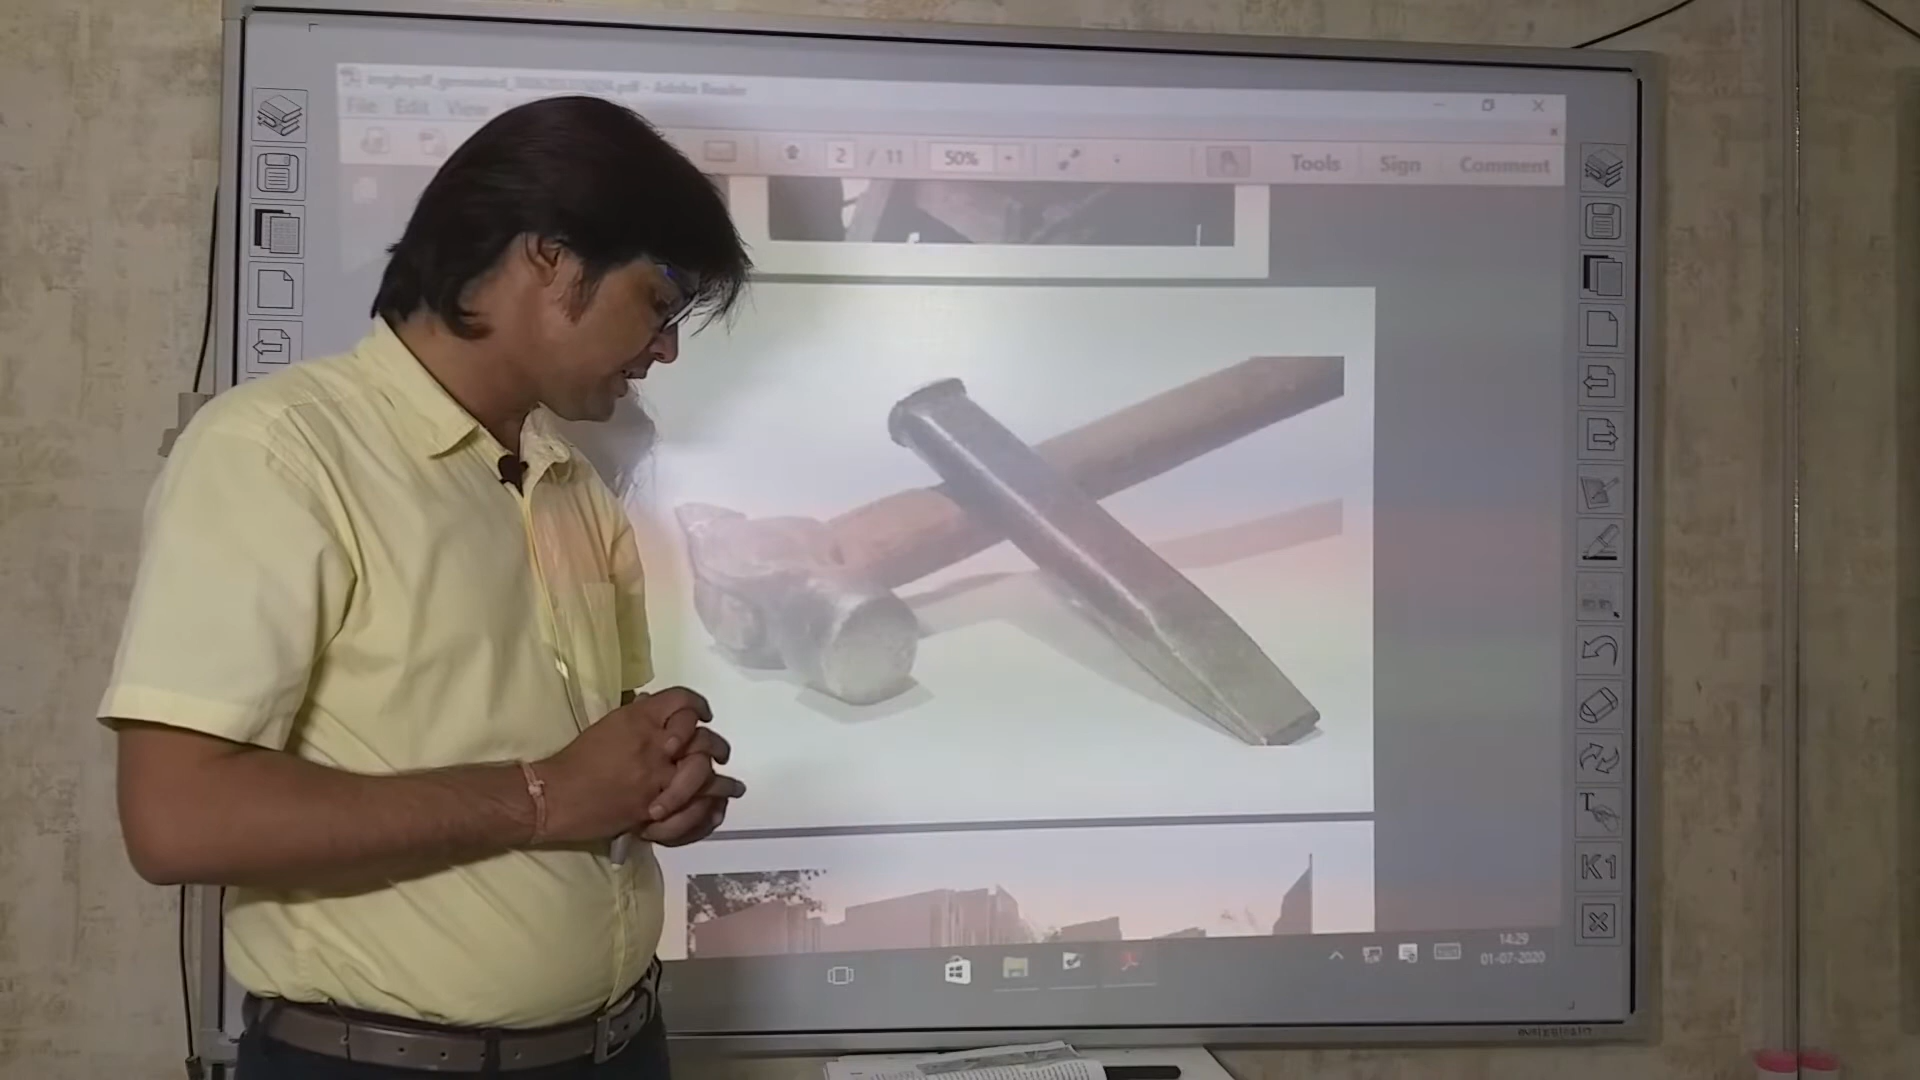 - Adobe Reader
File Edit View
2 / 11 50% Tools Sign Comment
T
K1
14:29
01-07-2020